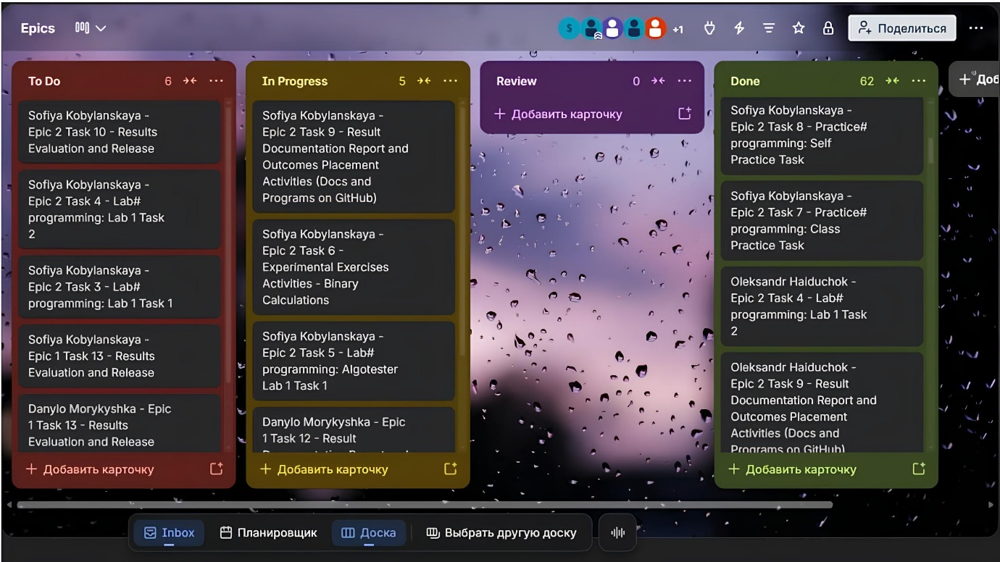 Epics
S
+1
Поделиться
To Do
6
Sofiya Kobylanskaya -
Epic 2 Task 10 - Results
Evaluation and Release
Sofiya Kobylanskaya -
Epic 2 Task 4 - Lab#
programming: Lab 1 Task
2
Sofiya Kobylanskaya -
Epic 2 Task 3 - Lab#
programming: Lab 1 Task 1
Sofiya Kobylanskaya -
Epic 1 Task 13 - Results
Evaluation and Release
Danylo Morykyshka - Epic
1 Task 13 - Results
Evaluation and Release
+ Добавить карточку
In Progress
5
Sofiya Kobylanskaya -
Epic 2 Task 9 - Result
Documentation Report and
Outcomes Placement
Activities (Docs and
Programs on GitHub)
Sofiya Kobylanskaya -
Epic 2 Task 6 -
Experimental Exercises
Activities - Binary
Calculations
Sofiya Kobylanskaya -
Epic 2 Task 5 - Lab#
programming: Algotester
Lab 1 Task 1
Danylo Morykyshka - Epic
1 Task 12 - Result
+ Добавить карточку
Review
0
+ Добавить карточку
Done
62
Sofiya Kobylanskaya -
Epic 2 Task 8 - Practice#
programming: Self
Practice Task
Sofiya Kobylanskaya -
Epic 2 Task 7 - Practice#
programming: Class
Practice Task
Oleksandr Haiduchok -
Epic 2 Task 4 - Lab#
programming: Lab 1 Task
2
Oleksandr Haiduchok -
Epic 2 Task 9 - Result
Documentation Report and
Outcomes Placement
Activities (Docs and
Programs on GitHub)
+ Добавить карточку
+ Доб
Inbox
Планировщик
Доска
Выбрать другую доску